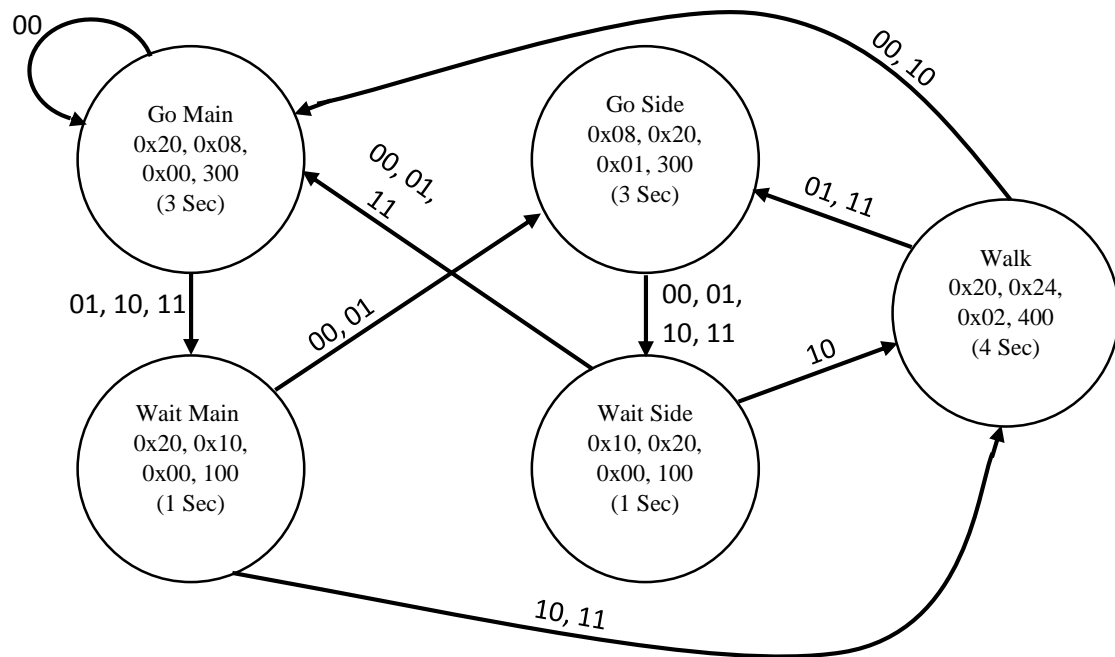 00
Go Main
0x20, 0x08,
0x00, 300
(3 Sec)
00, 01,
11
Go Side
0x08, 0x20,
0x01, 300
(3 Sec)
00, 10
01, 11
Walk
0x20, 0x24,
0x02, 400
(4 Sec)
01, 10, 11
00, 01
00, 01,
10, 11
10
Wait Main
0x20, 0x10,
0x00, 100
(1 Sec)
Wait Side
0x10, 0x20,
0x00, 100
(1 Sec)
10, 11